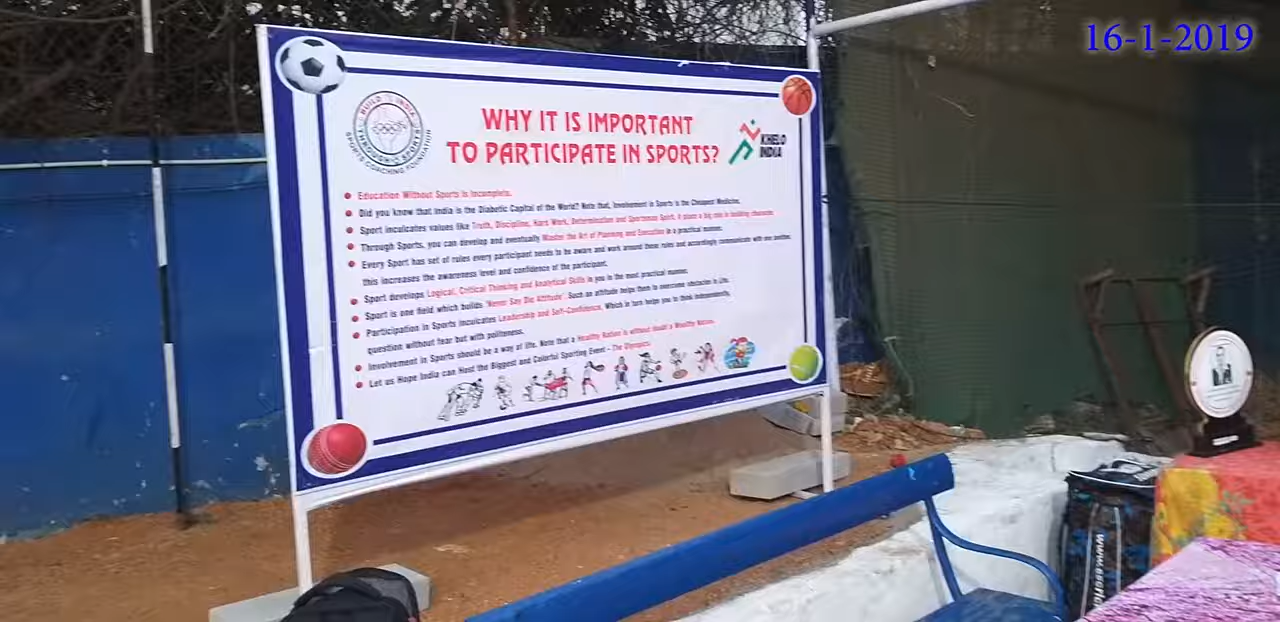 16-1-2019
BUILD INDIA
THROUGH SPORTS
SPORTS COACHING FOUNDATION
WHY IT IS IMPORTANT
TO PARTICIPATE IN SPORTS?
KHELO
INDIA
Education Without Sports is Incomplete.
Did you know that India is the Diabetic Capital of the World? Note that, Involvement in Sports is the Cheapest Medicine.
Sport inculcates values like Truth, Discipline, Hard Work, Determination and Sportsman Spirit. It plays a big role in building character.
Through Sports, you can develop and eventually Master the Art of Planning and Execution in a practical manner.
Every Sport has set of rules every participant needs to be aware and work around these rules and accordingly communicate with one another.
this increases the awareness level and confidence of the participant.
Sport develops Logical, Critical Thinking and Analytical Skills in you in the most practical manner.
Sport is one field which builds 'Never Say Die Attitude'. Such an attitude helps them to overcome obstacles in Life.
Participation in Sports inculcates Leadership and Self-Confidence. Which in turn helps you to think independently,
question without fear but with politeness.
Involvement in Sports should be a way of life. Note that a Healthy Nation is without doubt a Wealthy Nation.
Let us Hope India can Host the Biggest and Colorful Sporting Event - The Olympics.